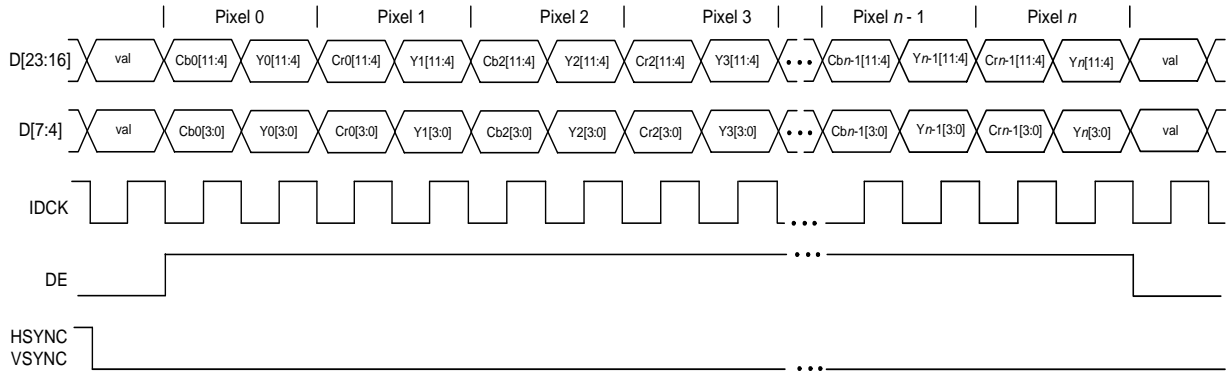 Pixel 0 Pixel 1 Pixel 2 Pixel 3 Pixel n - 1 Pixel n
D[23:16] val Cb0[11:4] Y0[11:4] Cr0[11:4] Y1[11:4] Cb2[11:4] Y2[11:4] Cr2[11:4] Y3[11:4] ... Cbn-1[11:4] Yn-1[11:4] Crn-1[11:4] Yn[11:4] val
D[7:4] val Cb0[3:0] Y0[3:0] Cr0[3:0] Y1[3:0] Cb2[3:0] Y2[3:0] Cr2[3:0] Y3[3:0] ... Cbn-1[3:0] Yn-1[3:0] Crn-1[3:0] Yn[3:0] val
IDCK ...
DE ...
HSYNC
VSYNC ...